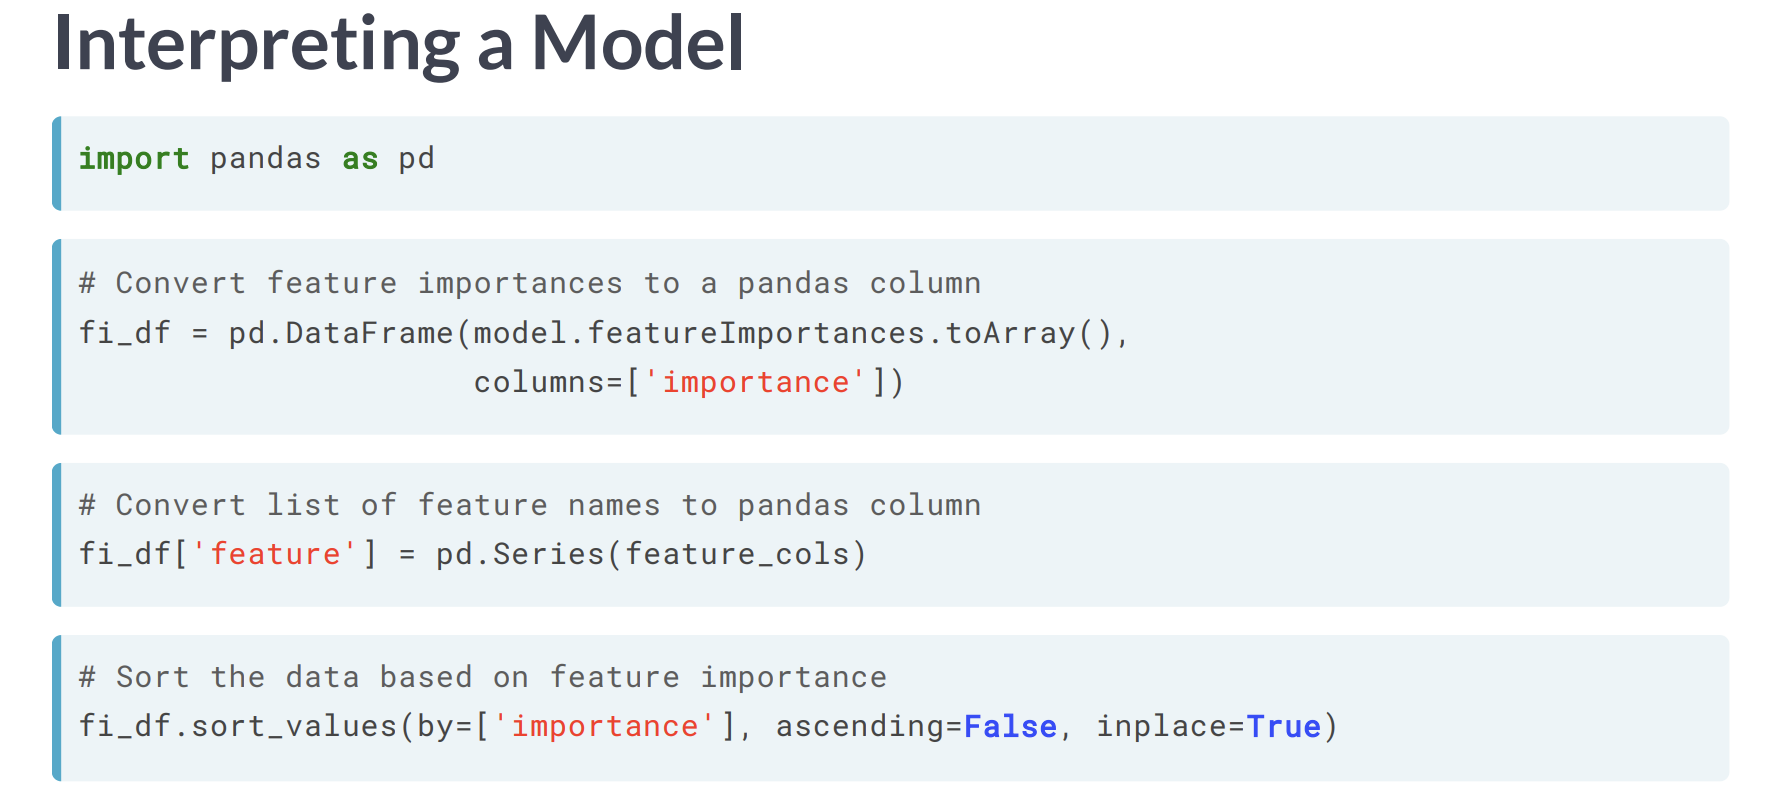 Interpreting a Model
import pandas as pd
# Convert feature importances to a pandas column
fi_df = pd.DataFrame(model.featureImportances.toArray(),
columns=['importance'])
# Convert list of feature names to pandas column
fi_df['feature'] = pd.Series(feature_cols)
# Sort the data based on feature importance
fi_df.sort_values(by=['importance'], ascending=False, inplace=True)